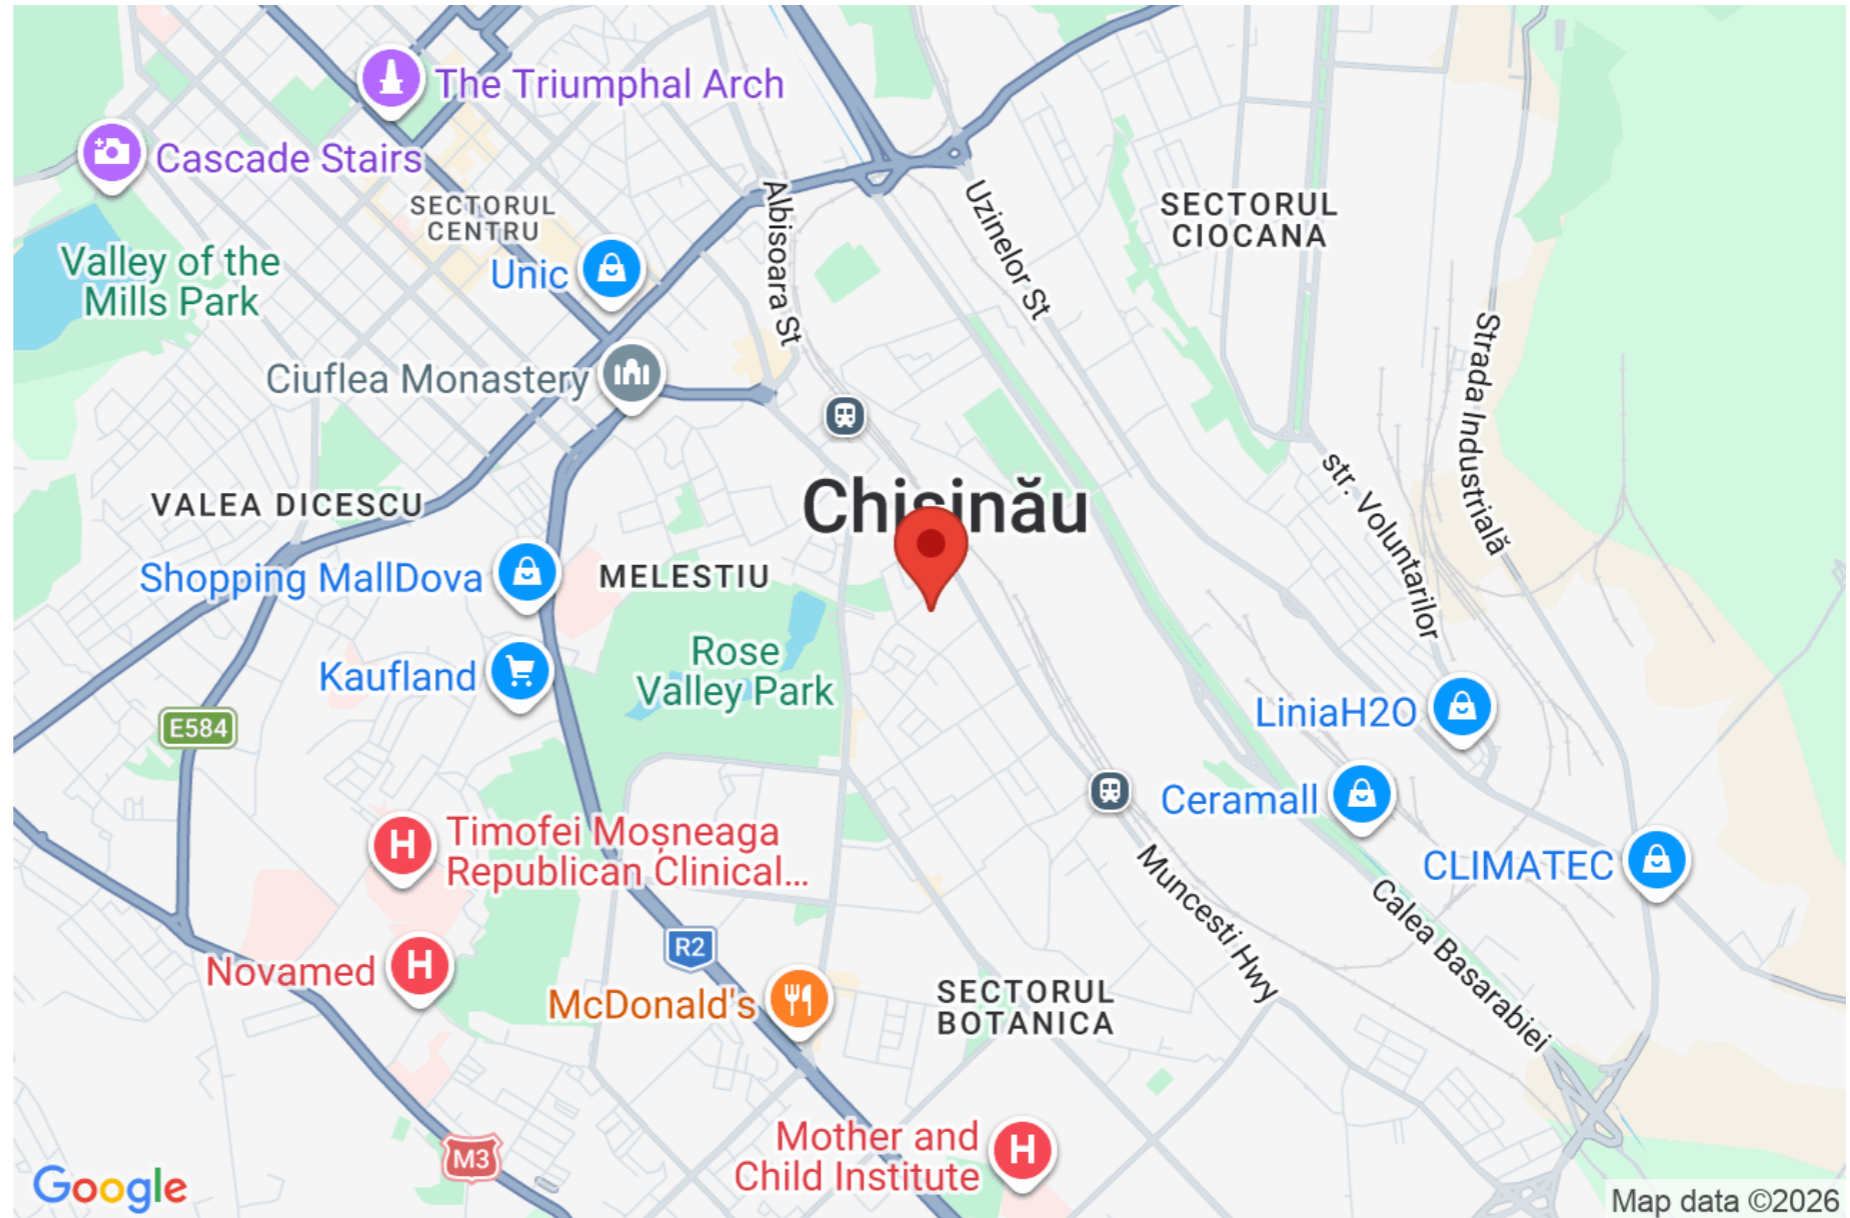 The Triumphal Arch
Cascade Stairs
SECTORUL
CENTRU
Albisoara St
Uzinelor St
SECTORUL
CIOCANA
Valley of the
Mills Park
Unic
Strada Industrială
Ciuflea Monastery
str. Voluntarilor
VALEA DICESCU
Chișinău
Shopping MallDova
MELESTIU
Rose
Valley Park
Kaufland
E584
LiniaH2O
Ceramall
Timofei Moșneaga
Republican Clinical...
H
CLIMATEC
Muncesti Hwy
Calea Basarabiei
R2
Novamed
H
McDonald's
SECTORUL
BOTANICA
Mother and
Child Institute
H
M3
Google
Map data ©2026